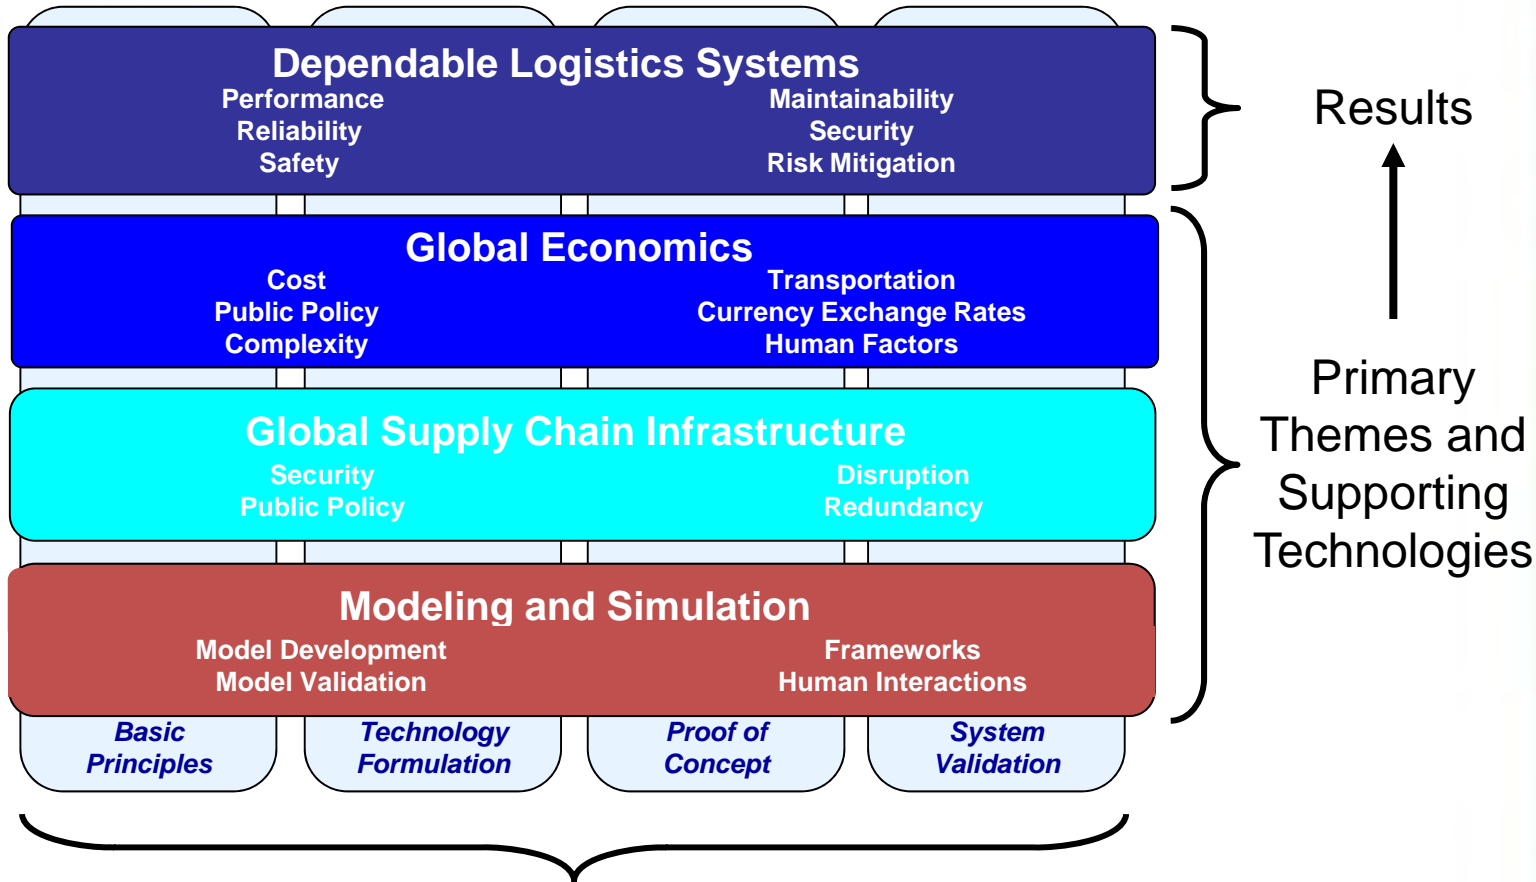 Dependable Logistics Systems
Performance
Reliability
Safety
Maintainability
Security
Risk Mitigation
Results
Global Economics
Cost
Public Policy
Complexity
Transportation
Currency Exchange Rates
Human Factors
Primary
Themes and
Supporting
Technologies
Global Supply Chain Infrastructure
Security
Public Policy
Disruption
Redundancy
Modeling and Simulation
Model Development
Model Validation
Frameworks
Human Interactions
Basic
Principles
Technology
Formulation
Proof of
Concept
System
Validation